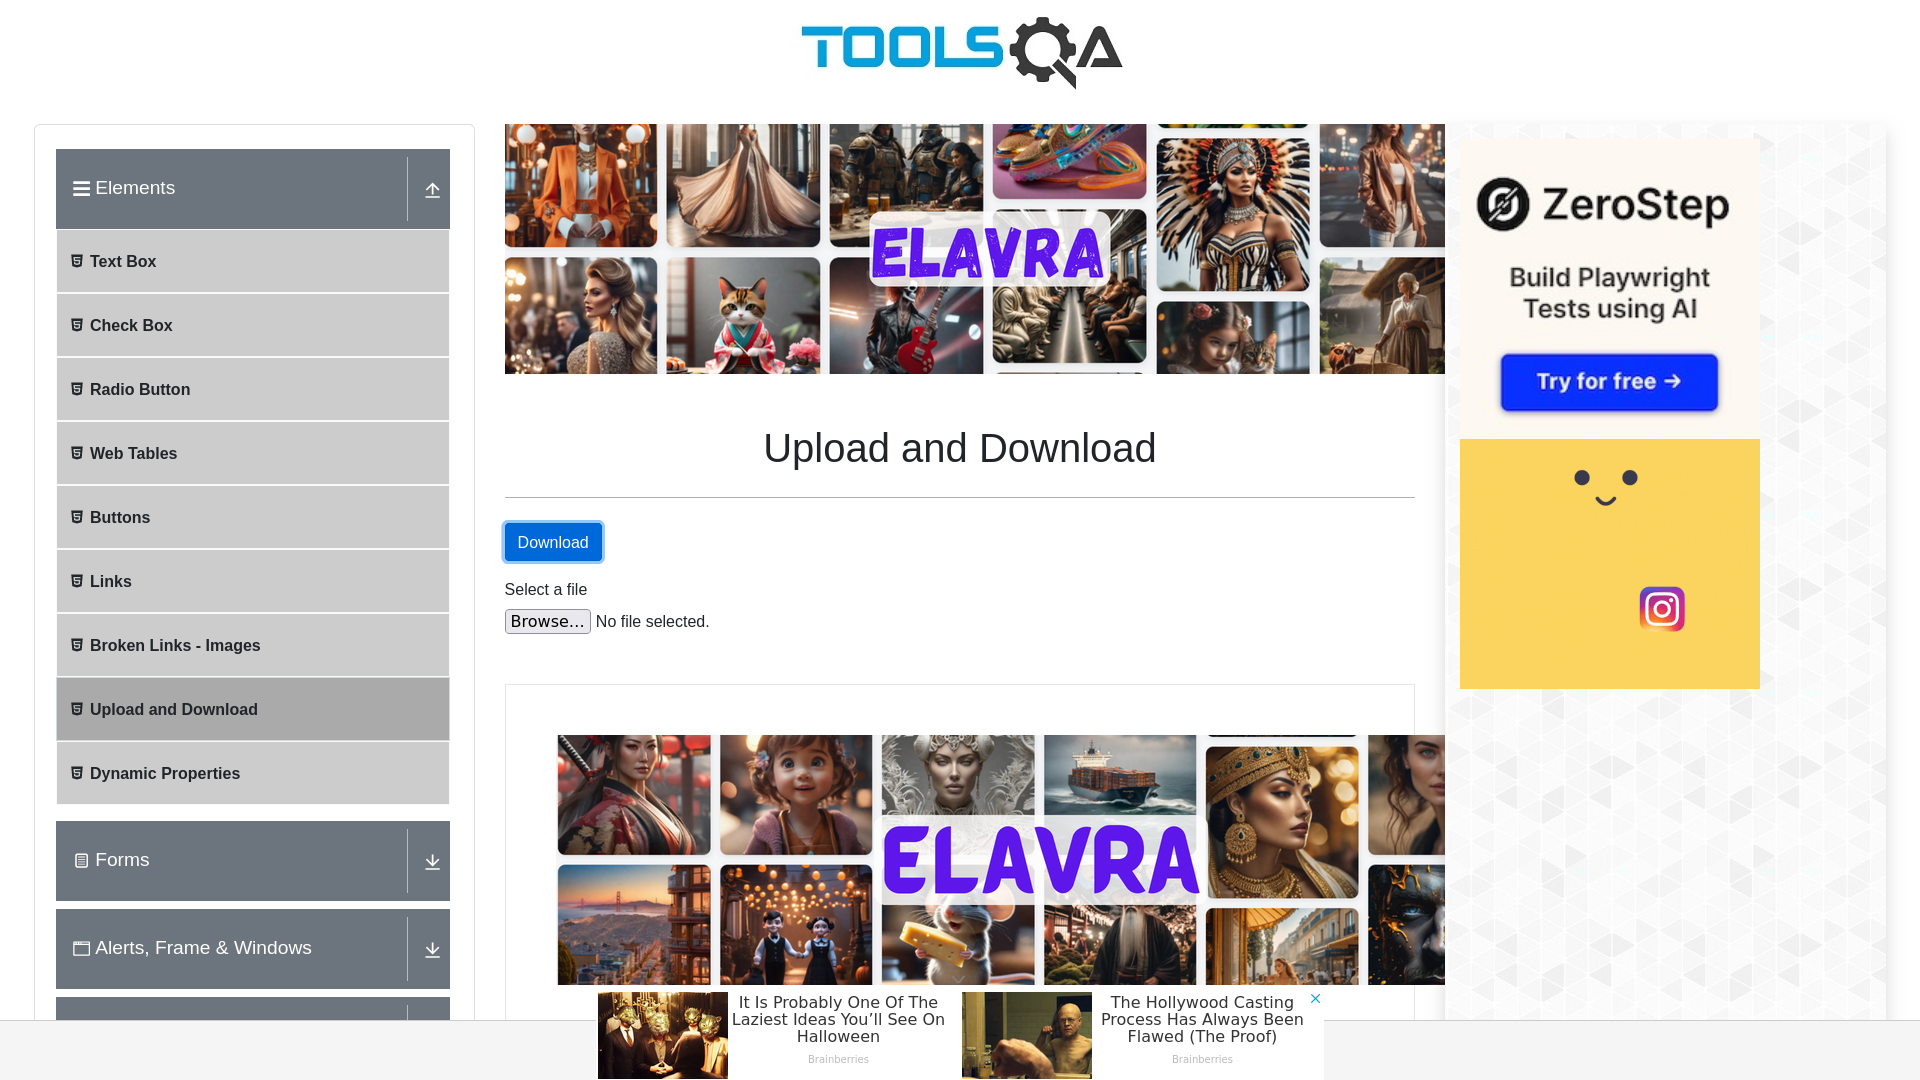 TOOLSQA
Elements
Text Box
Check Box
Radio Button
Web Tables
Buttons
Links
Broken Links - Images
Upload and Download
Dynamic Properties
Forms
Alerts, Frame & Windows
ELAVRA
Upload and Download
Download
Select a file
Browse... No file selected.
ELAVRA
ZeroStep
Build Playwright
Tests using AI
Try for free →
It Is Probably One Of The
Laziest Ideas You’ll See On
Halloween
Brainberries
The Hollywood Casting
Process Has Always Been
Flawed (The Proof)
Brainberries